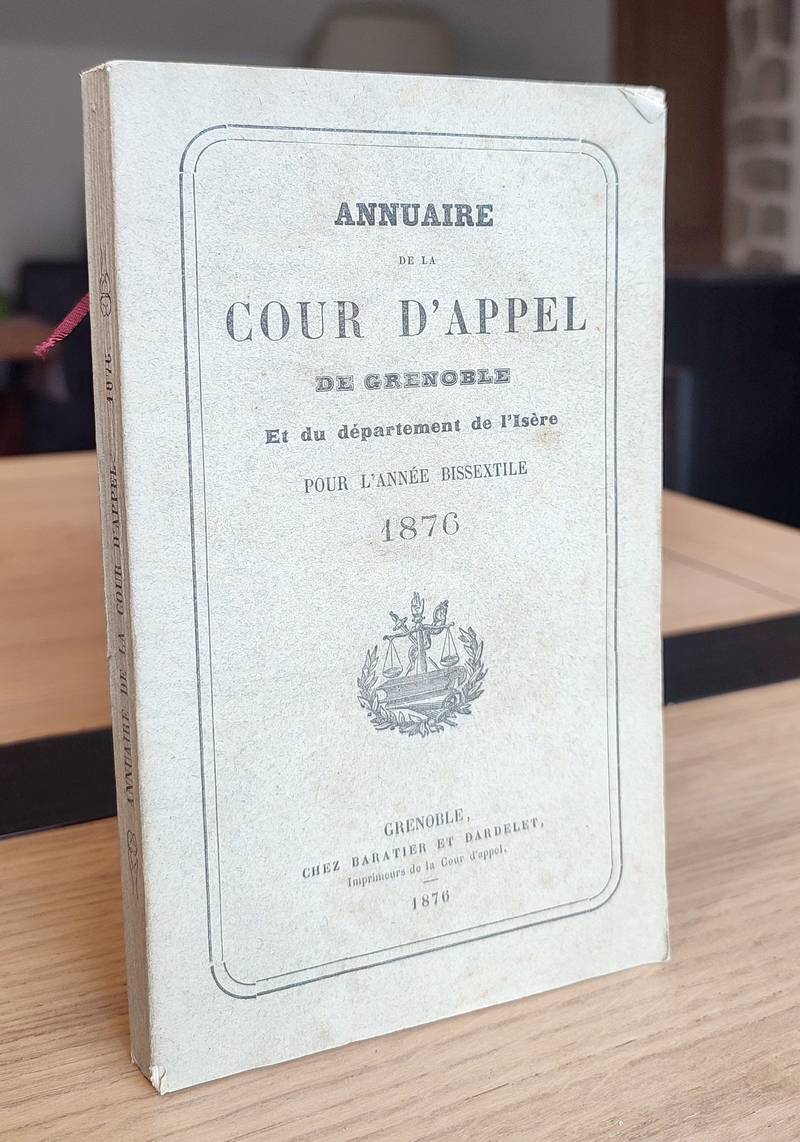 ANNUAIRE
DE LA
COUR D'APPEL
DE GRENOBLE
Et du département de l'Isère
POUR L'ANNÉE BISSEXTILE
1876
GRENOBLE,
CHEZ BARATIER ET DARDELET,
Imprimeurs de la Cour d'appel.
1876
ANNUAIRE DE LA COUR D'APPEL 1876